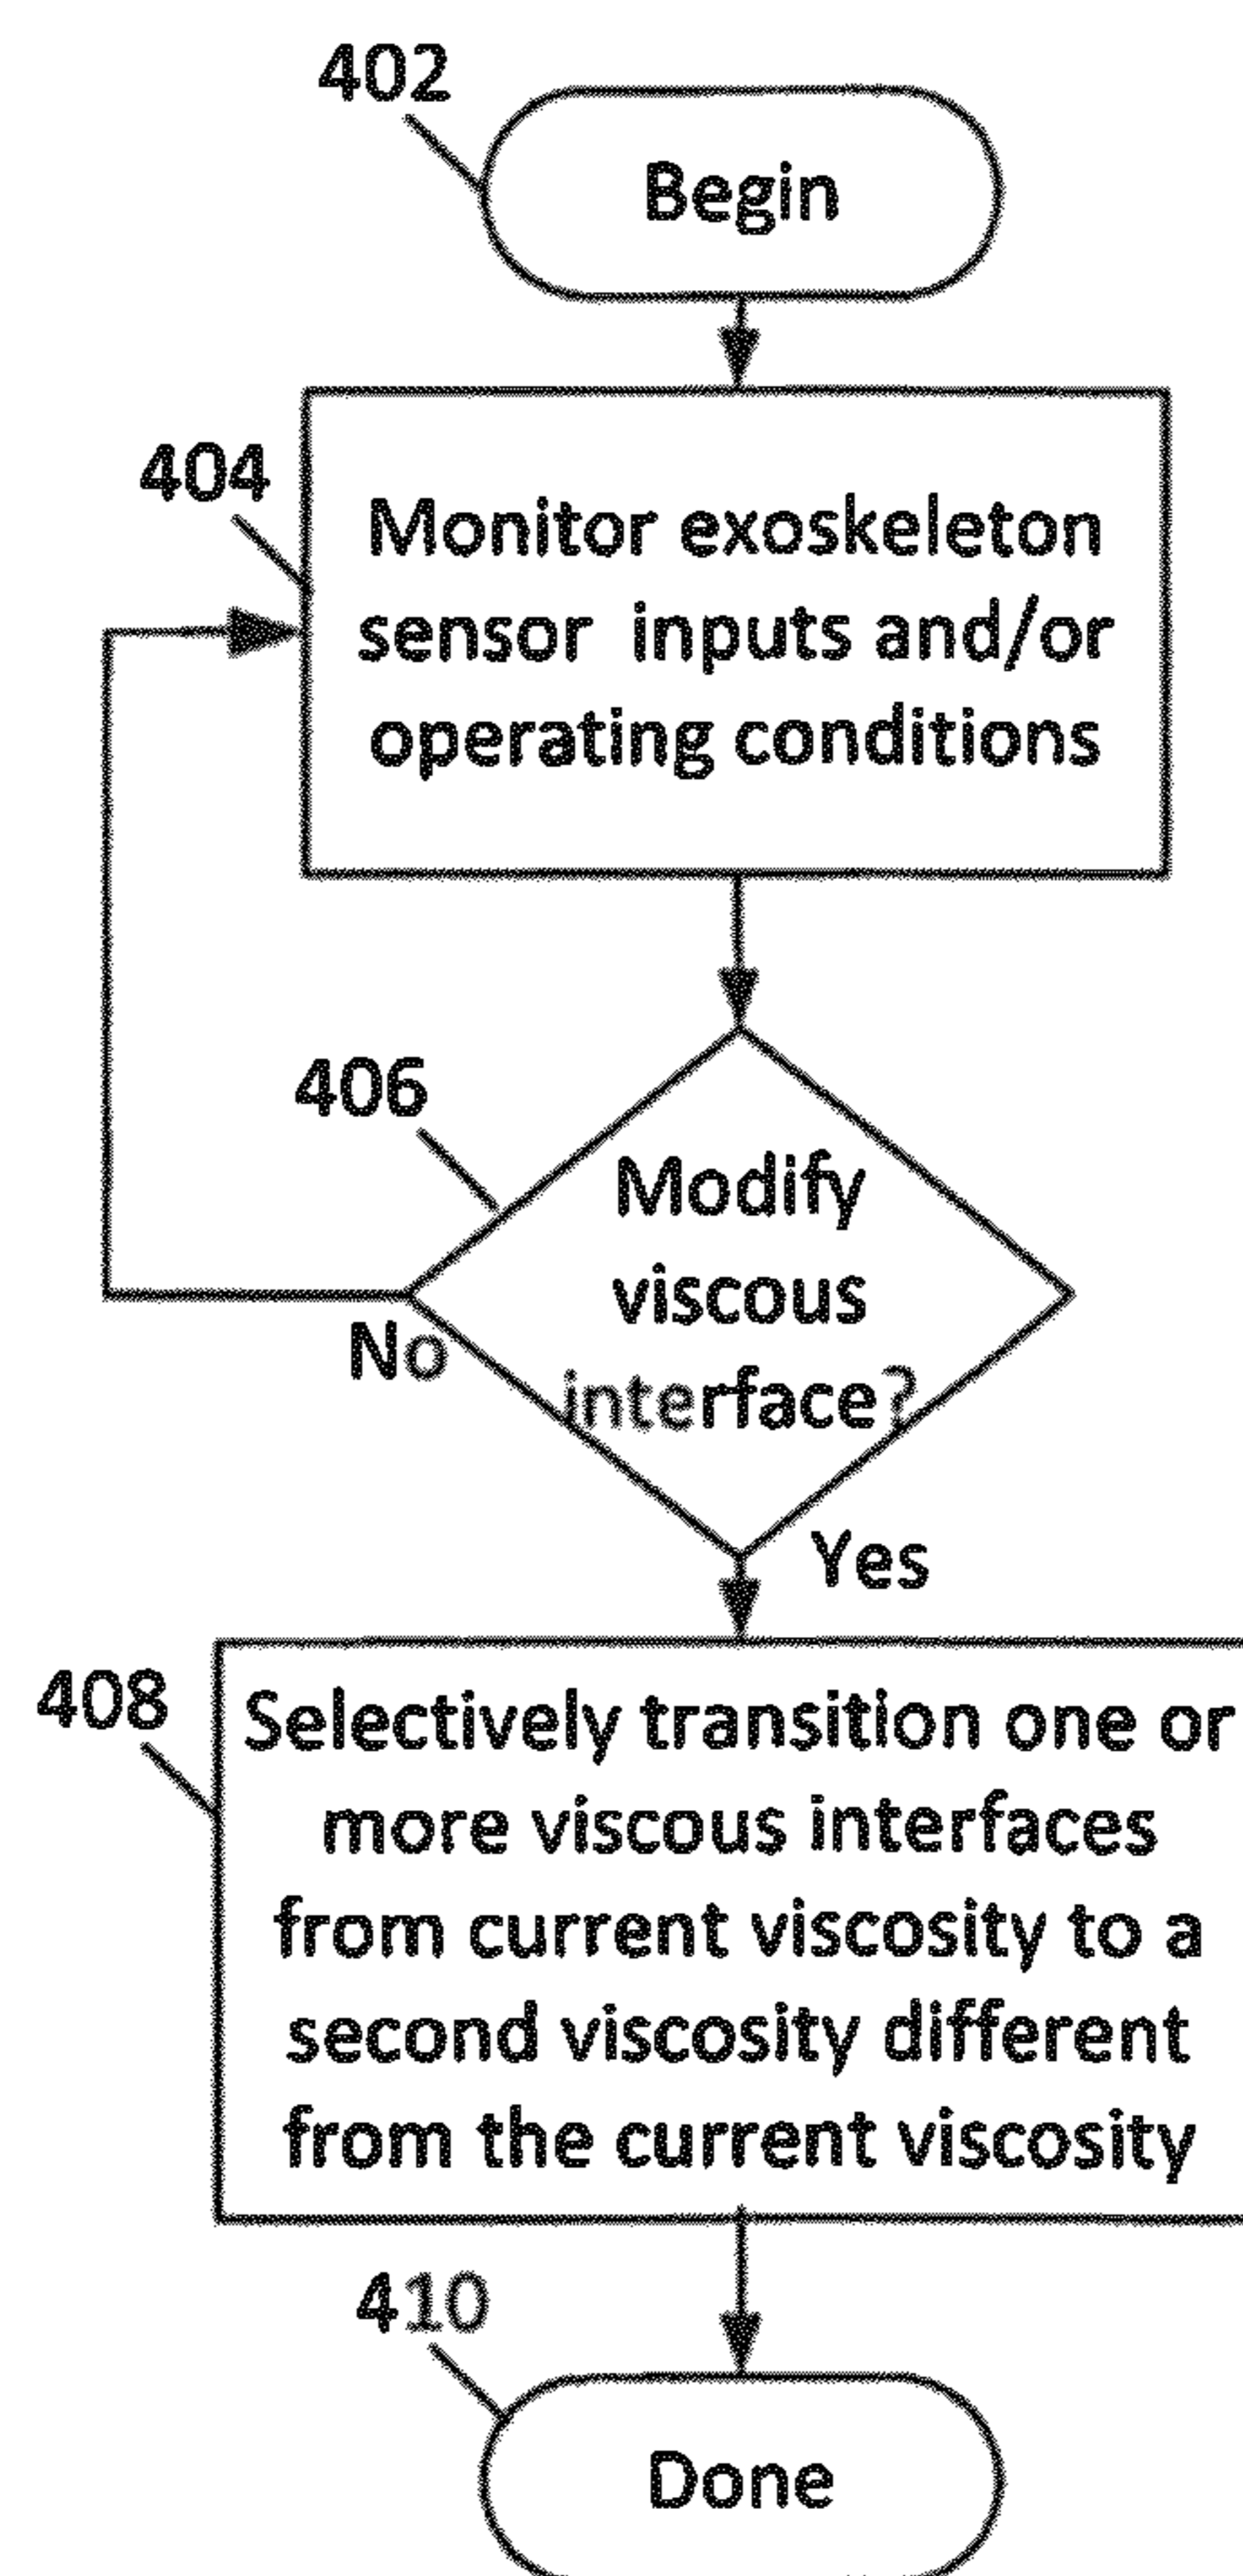 402
Begin
404
Monitor exoskeleton
sensor inputs and/or
operating conditions
406
Modify
viscous
interface?
No
Yes
408
Selectively transition one or
more viscous interfaces
from current viscosity to a
second viscosity different
from the current viscosity
410
Done